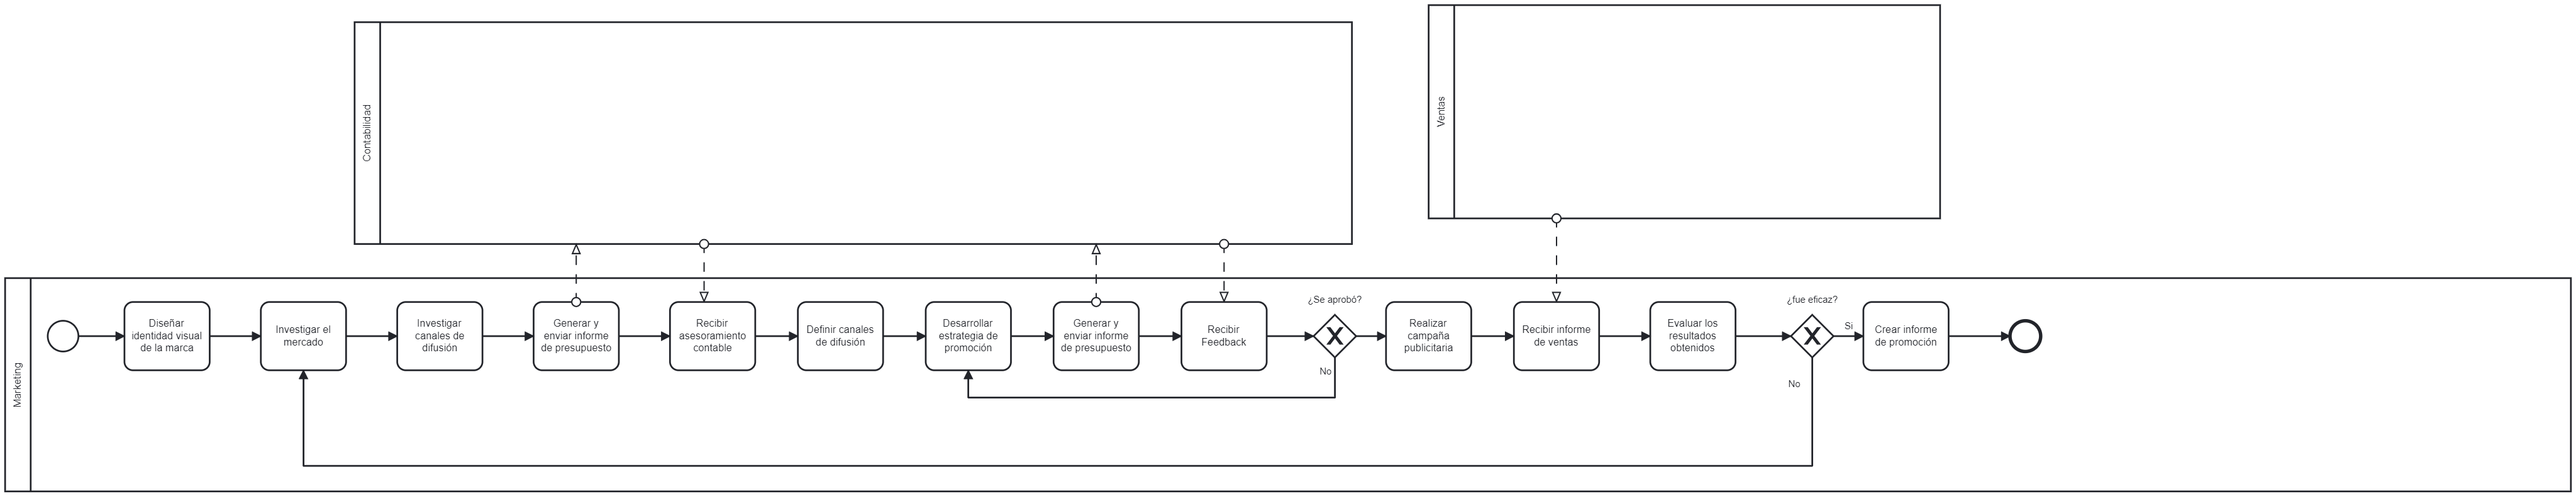 Contabilidad
Ventas
Marketing
Diseñar
identidad visual
de la marca
Investigar el
mercado
Investigar
canales de
difusión
Generar y
enviar informe
de presupuesto
Recibir
asesoramiento
contable
Definir canales
de difusión
Desarrollar
estrategia de
promoción
Generar y
enviar informe
de presupuesto
Recibir
Feedback
¿Se aprobó?
No
Realizar
campaña
publicitaria
Recibir informe
de ventas
Evaluar los
resultados
obtenidos
¿fue eficaz?
Si
No
Crear informe
de promoción